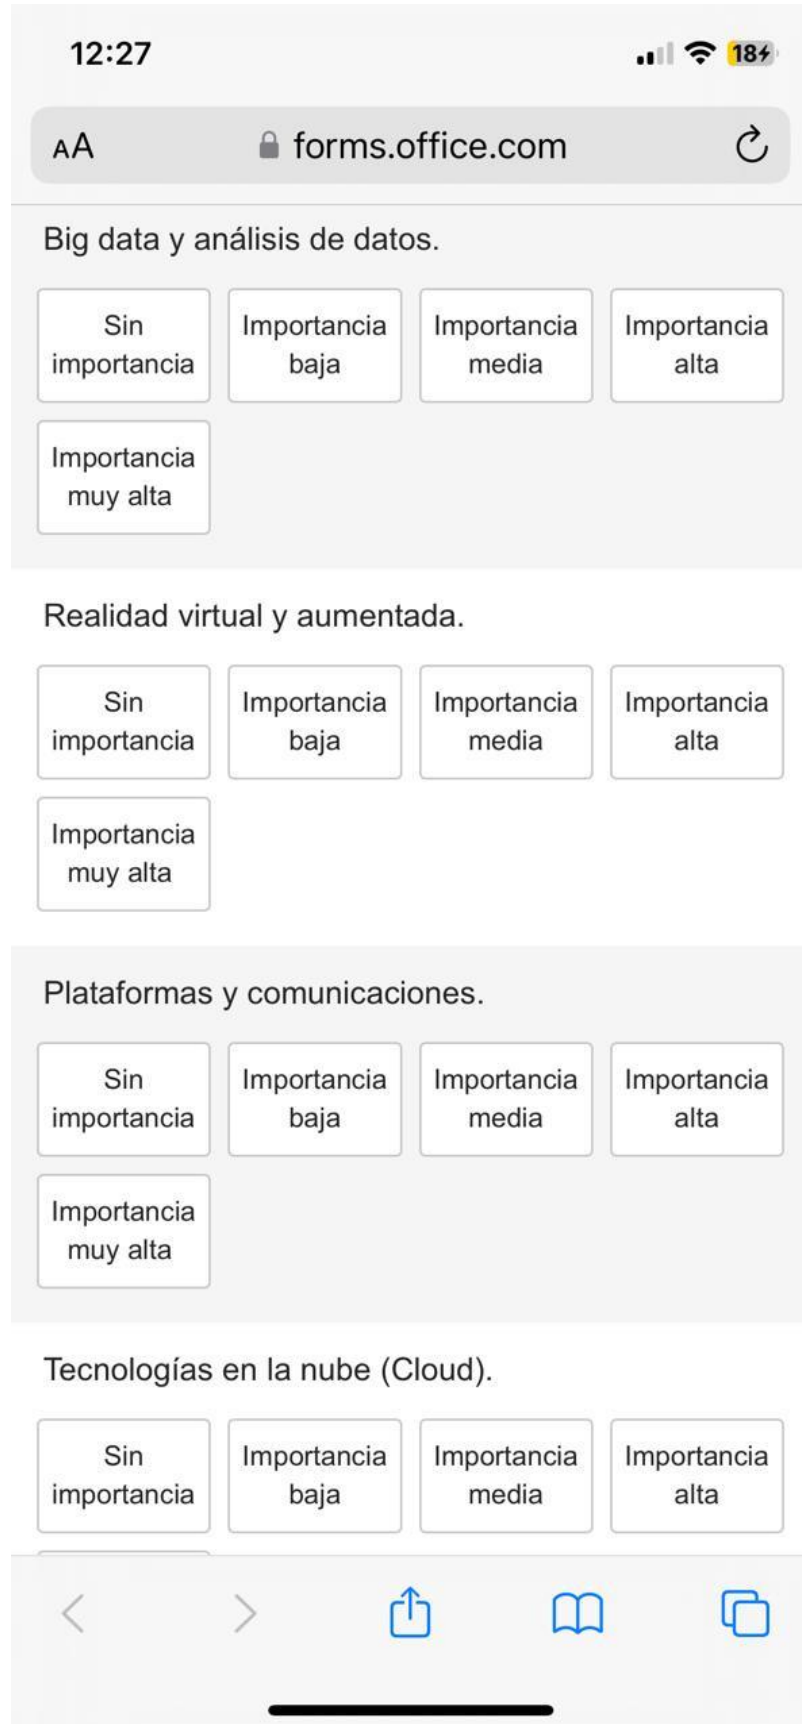 12:27
18
AA forms.office.com
Big data y análisis de datos.
Sin importancia
Importancia baja
Importancia media
Importancia alta
Importancia muy alta
Realidad virtual y aumentada.
Sin importancia
Importancia baja
Importancia media
Importancia alta
Importancia muy alta
Plataformas y comunicaciones.
Sin importancia
Importancia baja
Importancia media
Importancia alta
Importancia muy alta
Tecnologías en la nube (Cloud).
Sin importancia
Importancia baja
Importancia media
Importancia alta